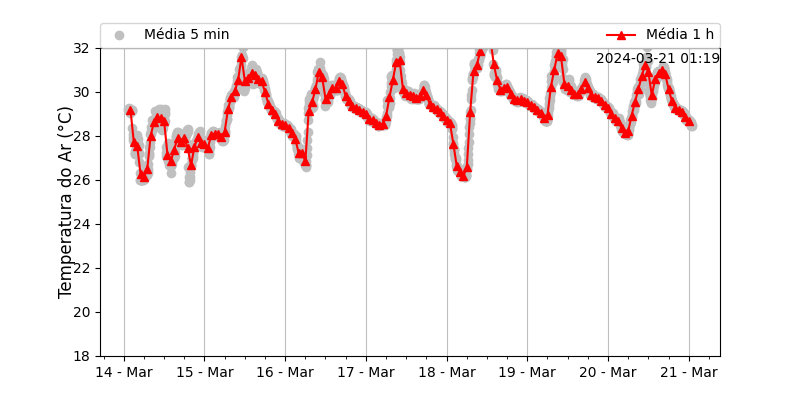 Média 5 min
Média 1 h
2024-03-21 01:19
Temperatura do Ar (°C)
32
30
28
26
24
22
20
18
14 - Mar
15 - Mar
16 - Mar
17 - Mar
18 - Mar
19 - Mar
20 - Mar
21 - Mar